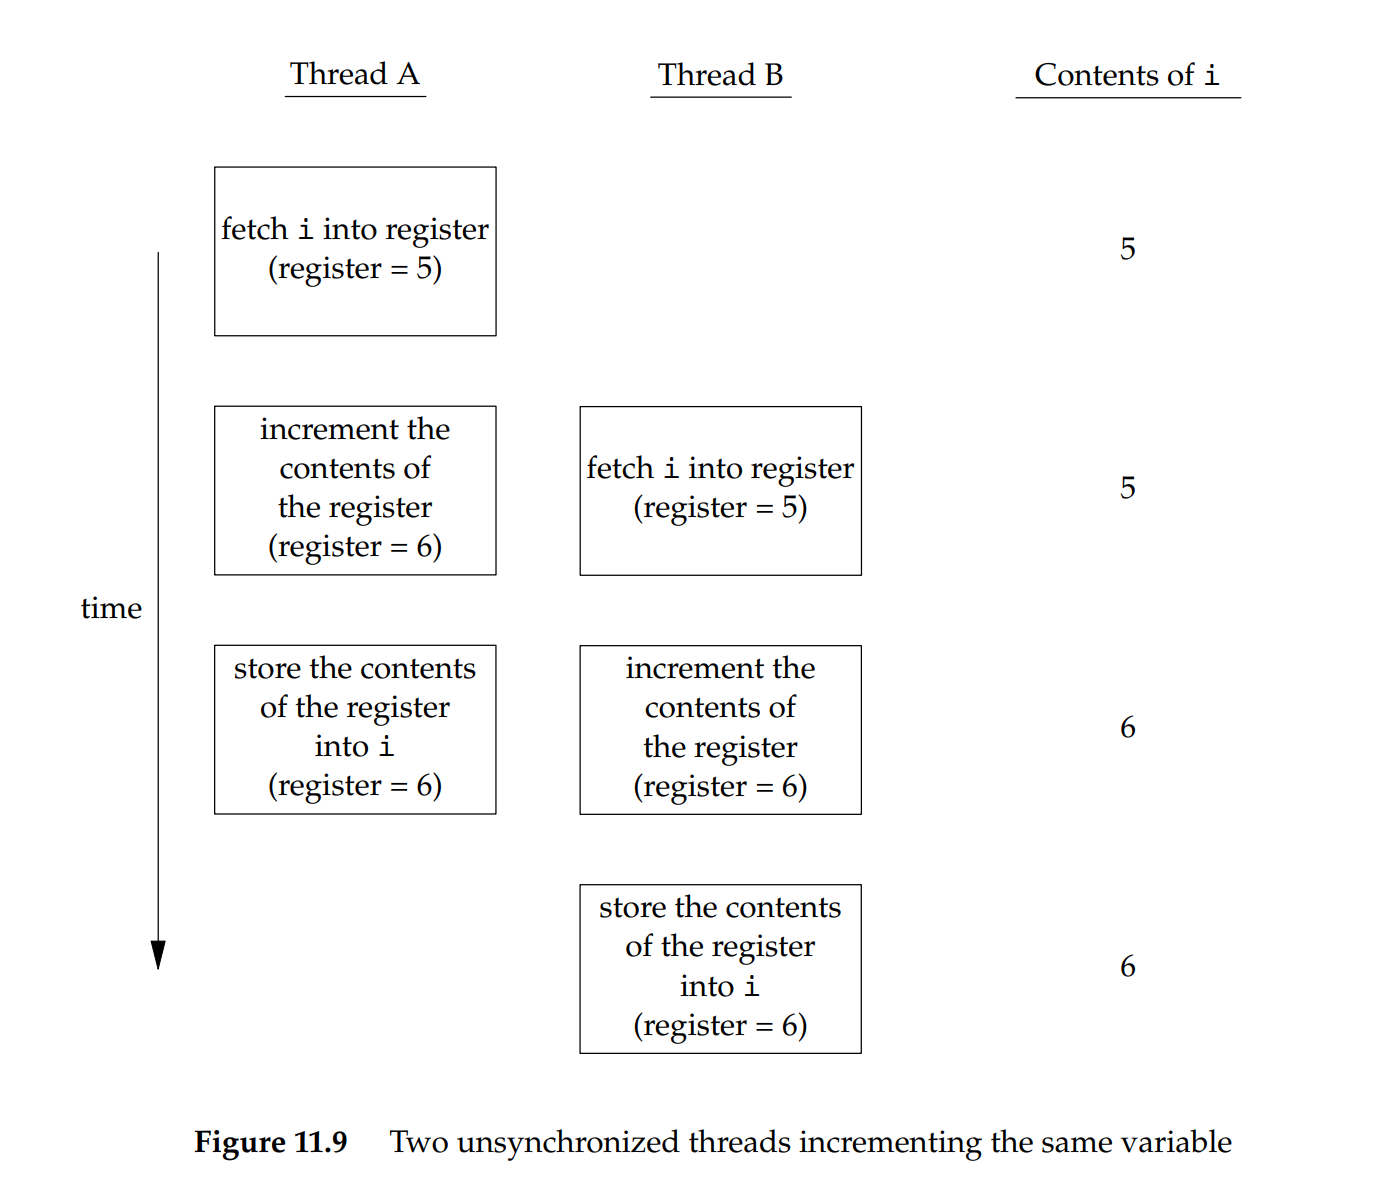 Thread A
Thread B
Contents of i
fetch i into register
(register = 5)
5
increment the
contents of
the register
(register = 6)
fetch i into register
(register = 5)
5
time
store the contents
of the register
into i
(register = 6)
increment the
contents of
the register
(register = 6)
6
store the contents
of the register
into i
(register = 6)
6
Figure 11.9 Two unsynchronized threads incrementing the same variable